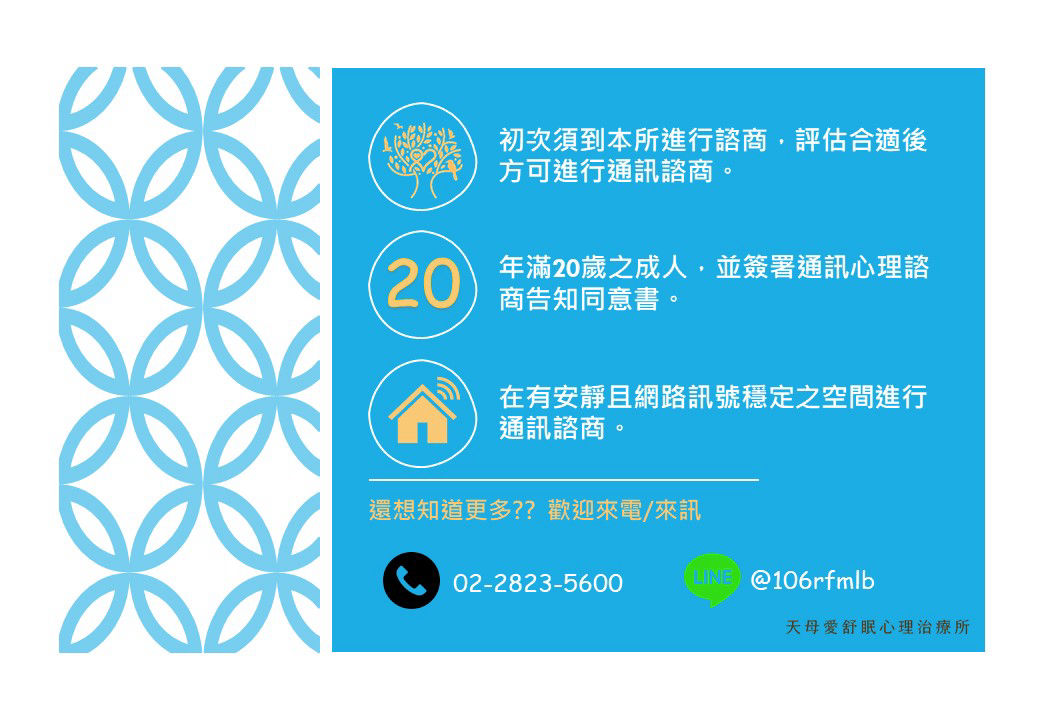 初次須到本所進行諮商，評估合適後
方可進行通訊諮商。
20
年滿20歲之成人，並簽署通訊心理諮
商告知同意書。
在有安靜且網路訊號穩定之空間進行
通訊諮商。
還想知道更多?? 歡迎來電/來訊
02-2823-5600
LINE @106rfmlb
天母愛舒眠心理治療所